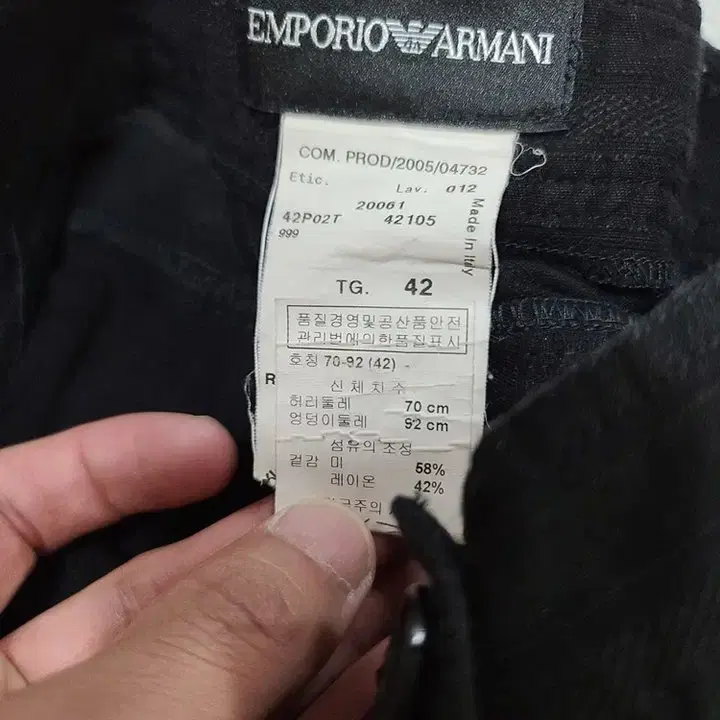 EMPORIO ARMANI
COM. PROD/2005/04732
Etic. Lav. 012
20061
42P02T 42105
999
Made in Itly
TG. 42
품질경영및공산품안전
관리법에의한품질표시
호칭 70-92 (42)
R
신 체 치 수
허리둘레 70 cm
엉덩이둘레 92 cm
섬유의 조성
겉감 마 58%
레이온 42%